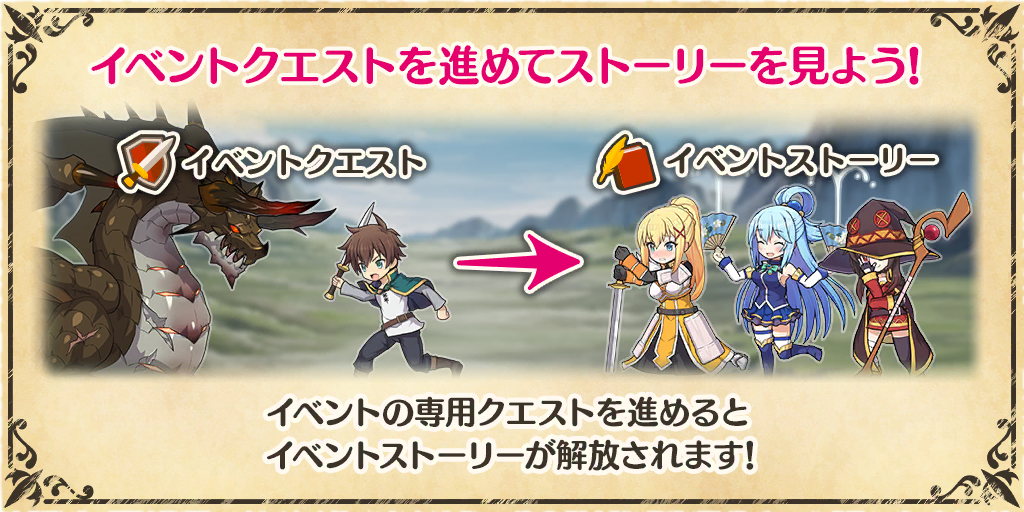 イベントクエストを進めてストーリーを見よう!
イベントクエスト
イベントストーリー
イベントの専用クエストを進めると
イベントストーリーが解放されます!